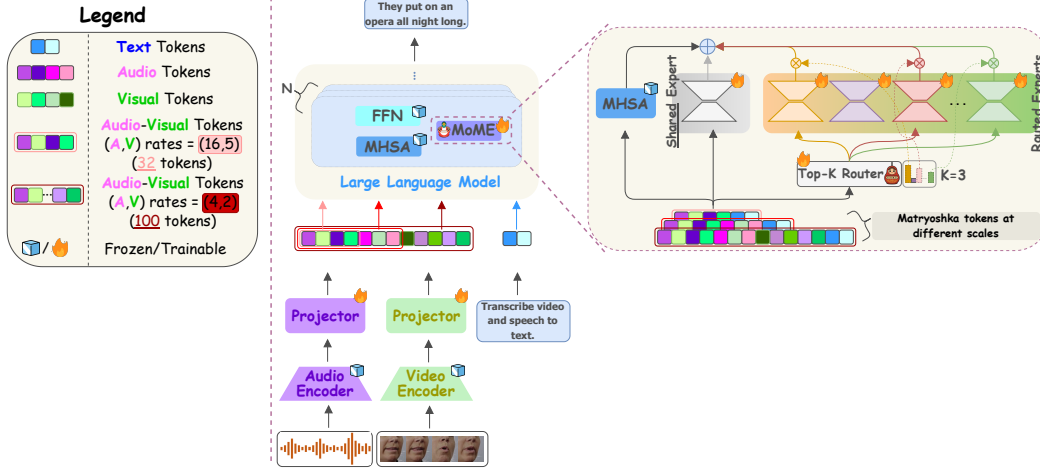 Legend
Text Tokens
Audio Tokens
Visual Tokens
Audio-Visual Tokens
(A,V) rates = (16,5)
(32 tokens)
Audio-Visual Tokens
(A,V) rates = (4,2)
(100 tokens)
/
Frozen/Trainable
They put on an
opera all night long.
N
FFN
MHSA
MoME
Large Language Model
Projector
Projector
Transcribe video
and speech to
text.
Audio
Encoder
Video
Encoder
MHSA
Shared Expert
Routed Experts
...
Top-K Router
K=3
Matryoshka tokens at
different scales